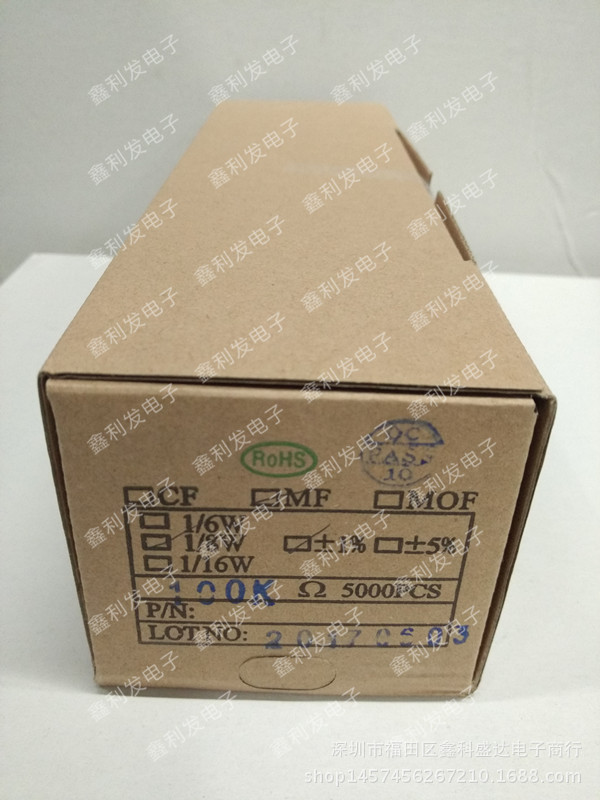 鑫利发电子
RoHS
QC
PASS
10
CF MF MOF
1/6W
1/8W ±1% ±5%
1/16W
100K Ω 5000PCS
P/N:
LOT NO: 20170603
深圳市福田区鑫科盛达电子商行
shop1457456267210.1688.com